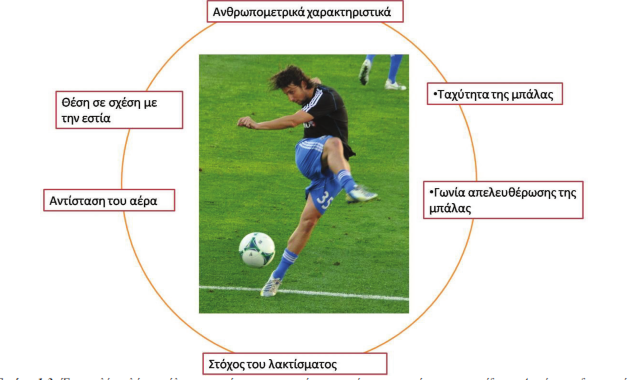 Ανθρωπομετρικά χαρακτηριστικά
Θέση σε σχέση με
την εστία
•Ταχύτητα της μπάλας
Αντίσταση του αέρα
•Γωνία απελευθέρωσης της
μπάλας
35
Στόχος του λακτίσματος